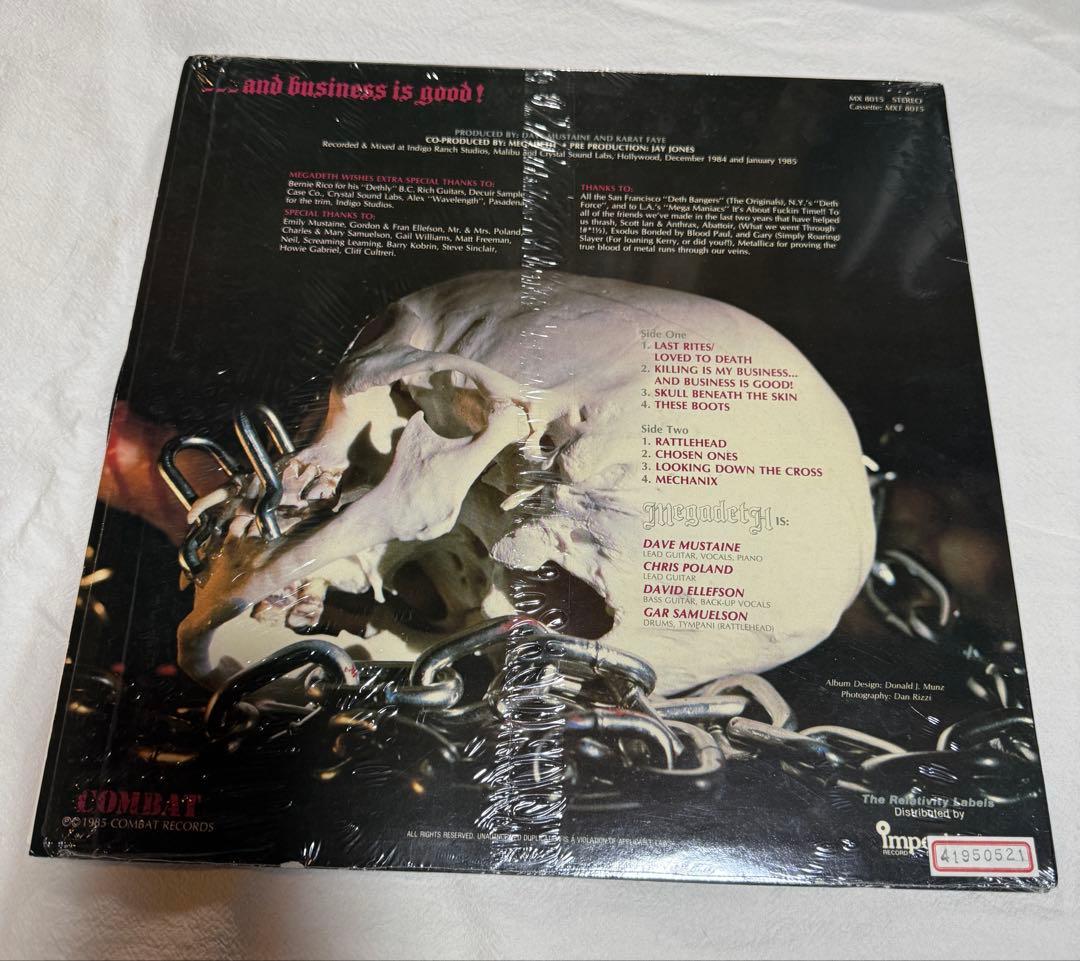 ... and business is good!
MX 8015 STEREO
Cassette: MXT 8015
PRODUCED BY: DAVE MUSTAINE AND KARAT FAYE
CO-PRODUCED BY: MEGADETH • PRE PRODUCTION: JAY JONES
Recorded & Mixed at Indigo Ranch Studios, Malibu and Crystal Sound Labs, Hollywood, December 1984 and January 1985
MEGADETH WISHES EXTRA SPECIAL THANKS TO:
Bernie Rico for his "Dethly" B.C. Rich Guitars, Decuir Sample
Case Co., Crystal Sound Labs, Alex "Wavelength", Pasadena
for the trim, Indigo Studios.
SPECIAL THANKS TO:
Emily Mustaine, Gordon & Fran Ellefson, Mr. & Mrs. Poland,
Charles & Mary Samuelson, Gail Williams, Matt Freeman,
Neil, Screaming Leaming, Barry Kobrin, Steve Sinclair,
Howie Gabriel, Cliff Cultreri.
THANKS TO:
All the San Francisco "Deth Bangers" (The Originals), N.Y.'s "Deth
Force", and to L.A.'s "Mega Maniacs" It's About Fuckin Time!! To
all of the friends we've made in the last two years that have helped
us thrash, Scott Ian & Anthrax, Abattoir, (What we went Through
!#*!½), Exodus Bonded by Blood Paul, and Gary (Simply Roaring)
Slayer (For loaning Kerry, or did you!!), Metallica for proving the
true blood of metal runs through our veins.
Side One
1. LAST RITES/
LOVED TO DEATH
2. KILLING IS MY BUSINESS...
AND BUSINESS IS GOOD!
3. SKULL BENEATH THE SKIN
4. THESE BOOTS
Side Two
1. RATTLEHEAD
2. CHOSEN ONES
3. LOOKING DOWN THE CROSS
4. MECHANIX
Megadeth IS:
DAVE MUSTAINE
LEAD GUITAR, VOCALS, PIANO
CHRIS POLAND
LEAD GUITAR
DAVID ELLEFSON
BASS GUITAR, BACK-UP VOCALS
GAR SAMUELSON
DRUMS, TYMPANI (RATTLEHEAD)
Album Design: Donald J. Munz
Photography: Dan Rizzi
COMBAT
℗©1985 COMBAT RECORDS
ALL RIGHTS RESERVED. UNAUTHORIZED DUPLICATION IS A VIOLATION OF APPLICABLE LAWS
The Relativity Labels
Distributed by
Impo
RECORD
41950521